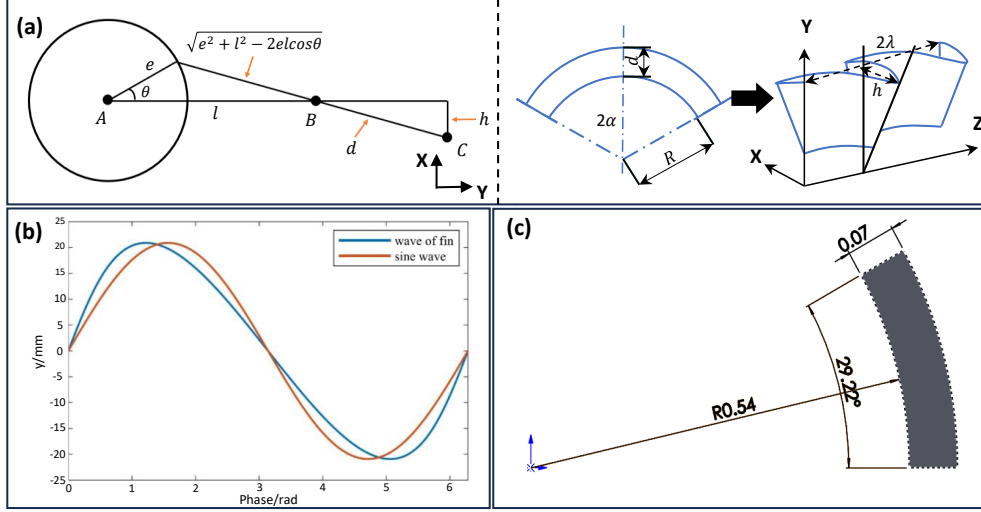 (a)
√e² + l² − 2elcosθ
e
θ
A
l
B
d
h
C
X
Y
d
2α
R
Y
2λ
h
Z
X
(b)
25
20
15
10
5
0
-5
-10
-15
-20
-25
y/mm
wave of fin
sine wave
0
1
2
3
4
5
6
Phase/rad
(c)
0.07
29.22°
R0.54